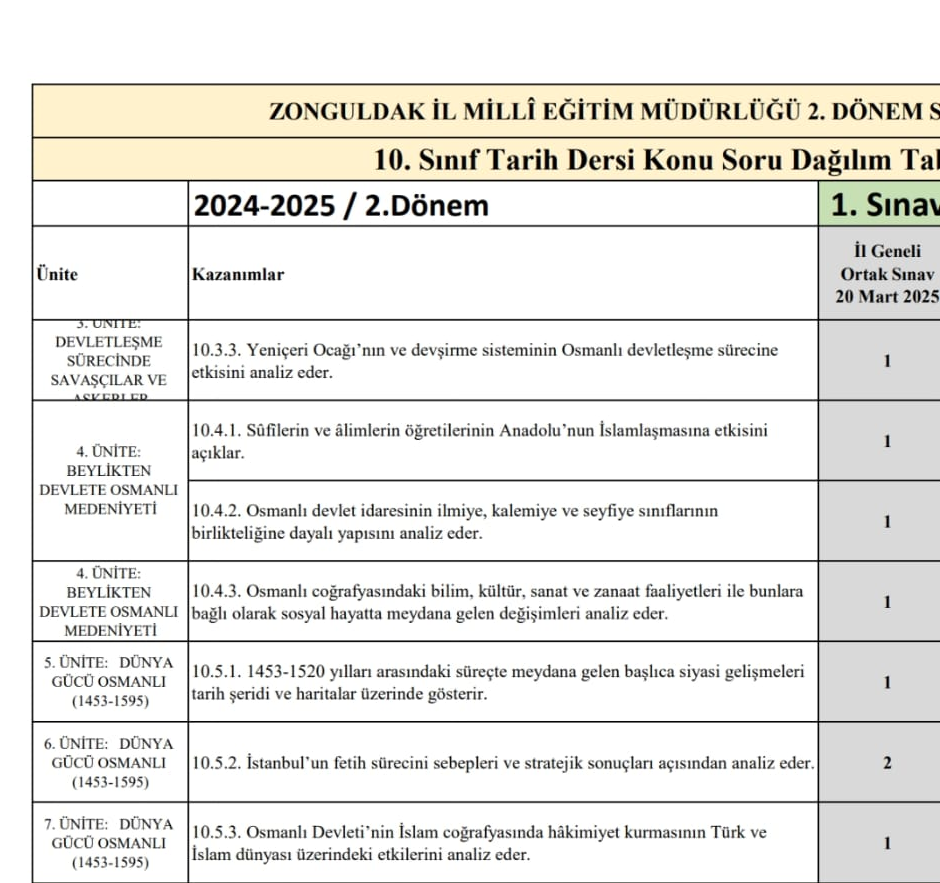 ZONGULDAK İL MİLLÎ EĞİTİM MÜDÜRLÜĞÜ 2. DÖNEM S
10. Sınıf Tarih Dersi Konu Soru Dağılım Tal
2024-2025 / 2.Dönem
1. Sınav
Ünite
Kazanımlar
İl Geneli
Ortak Sınav
20 Mart 2025
3. ÜNİTE:
DEVLETLEŞME
SÜRECİNDE
SAVAŞÇILAR VE
ASKERLER
10.3.3. Yeniçeri Ocağı’nın ve devşirme sisteminin Osmanlı devletleşme sürecine
etkisini analiz eder.
1
4. ÜNİTE:
BEYLİKTEN
DEVLETE OSMANLI
MEDENİYETİ
10.4.1. Sûfîlerin ve âlimlerin öğretilerinin Anadolu’nun İslamlaşmasına etkisini
açıklar.
1
10.4.2. Osmanlı devlet idaresinin ilmiye, kalemiye ve seyfiye sınıflarının
birlikteliğine dayalı yapısını analiz eder.
1
4. ÜNİTE:
BEYLİKTEN
DEVLETE OSMANLI
MEDENİYETİ
10.4.3. Osmanlı coğrafyasındaki bilim, kültür, sanat ve zanaat faaliyetleri ile bunlara
bağlı olarak sosyal hayatta meydana gelen değişimleri analiz eder.
1
5. ÜNİTE: DÜNYA
GÜCÜ OSMANLI
(1453-1595)
10.5.1. 1453-1520 yılları arasındaki süreçte meydana gelen başlıca siyasi gelişmeleri
tarih şeridi ve haritalar üzerinde gösterir.
1
6. ÜNİTE: DÜNYA
GÜCÜ OSMANLI
(1453-1595)
10.5.2. İstanbul’un fetih sürecini sebepleri ve stratejik sonuçları açısından analiz eder.
2
7. ÜNİTE: DÜNYA
GÜCÜ OSMANLI
(1453-1595)
10.5.3. Osmanlı Devleti’nin İslam coğrafyasında hâkimiyet kurmasının Türk ve
İslam dünyası üzerindeki etkilerini analiz eder.
1